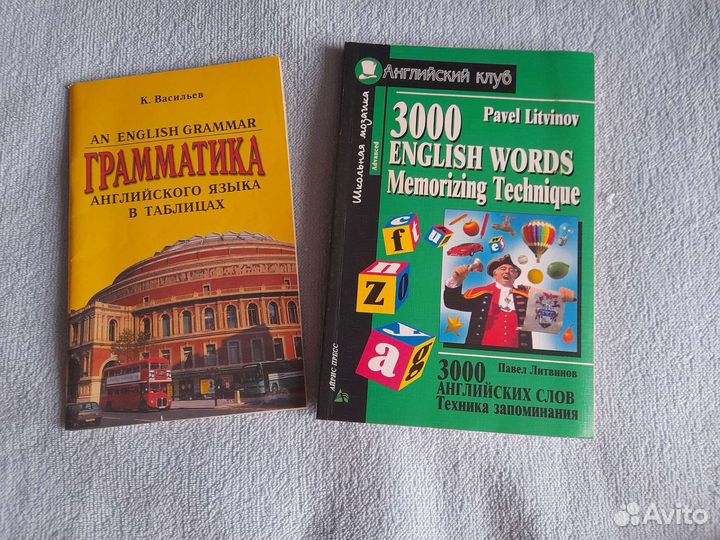 К. Васильев
AN ENGLISH GRAMMAR
ГРАММАТИКА
АНГЛИЙСКОГО ЯЗЫКА
В ТАБЛИЦАХ
Английский клуб
Школьная мозаика
Advanced
Pavel Litvinov
3000
ENGLISH WORDS
Memorizing Technique
f
t
u
e
n
z
o
y
a
g
Павел Литвинов
3000
АНГЛИЙСКИХ СЛОВ
Техника запоминания
АЙРИС ПРЕСС
Avito